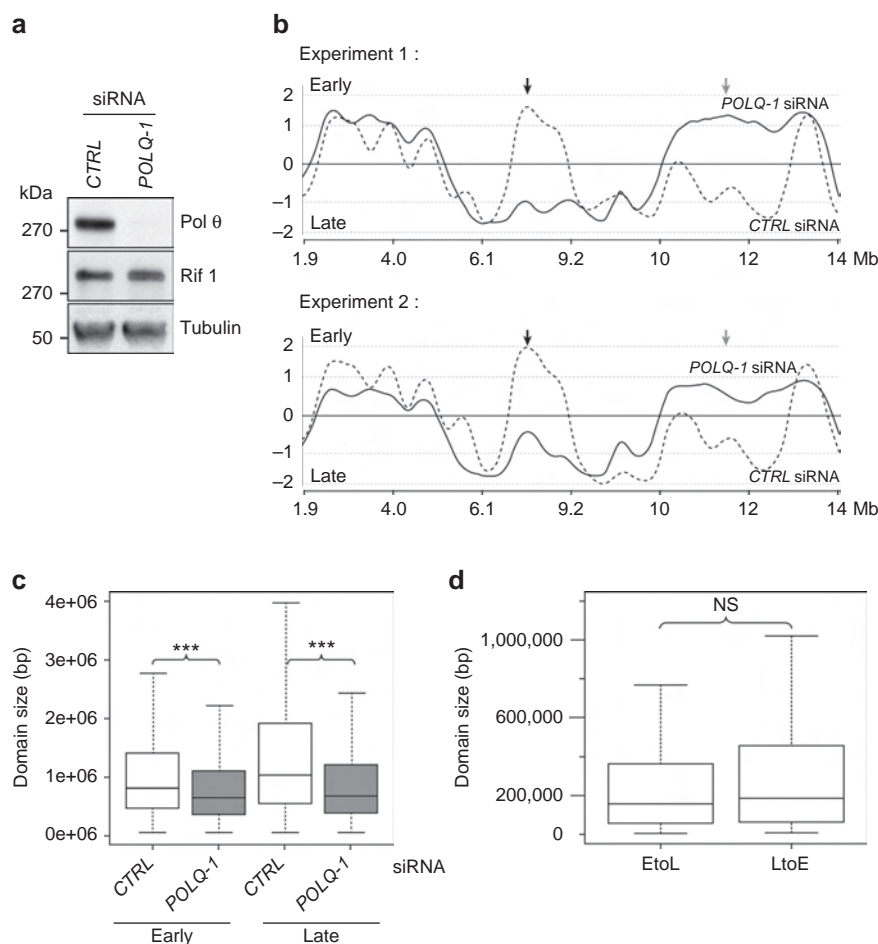 a
siRNA
CTRL
POLQ-1
kDa
270
Pol θ
270
Rif 1
50
Tubulin
b
Experiment 1 :
Early
POLQ-1 siRNA
2
1
0
–1
–2
Late
CTRL siRNA
1.9 4.0 6.1 9.2 10 12 14 Mb
Experiment 2 :
Early
POLQ-1 siRNA
2
1
0
–1
–2
Late
CTRL siRNA
1.9 4.0 6.1 9.2 10 12 14 Mb
c
Domain size (bp)
4e+06
3e+06
2e+06
1e+06
0e+06
***
***
CTRL
POLQ-1
CTRL
POLQ-1
siRNA
Early
Late
d
Domain size (bp)
1,000,000
600,000
200,000
0
NS
EtoL
LtoE